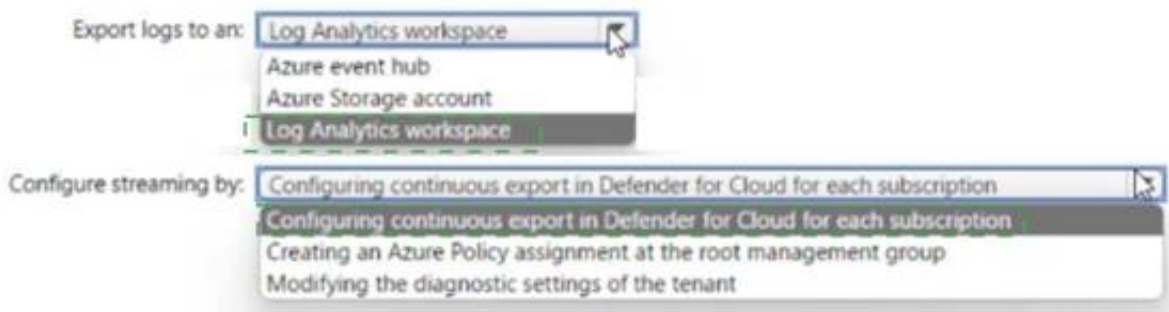 Export logs to an: Log Analytics workspace
Azure event hub
Azure Storage account
Log Analytics workspace
Configure streaming by: Configuring continuous export in Defender for Cloud for each subscription
Configuring continuous export in Defender for Cloud for each subscription
Creating an Azure Policy assignment at the root management group
Modifying the diagnostic settings of the tenant